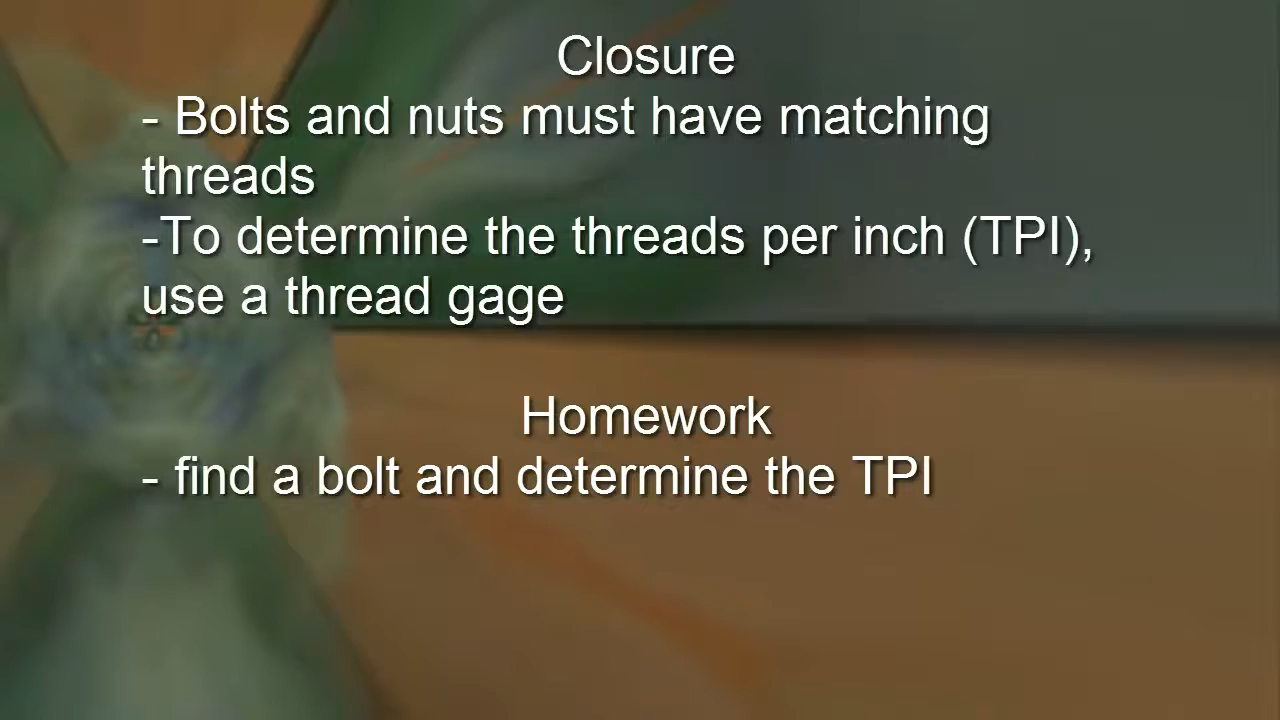 Closure
- Bolts and nuts must have matching
threads
-To determine the threads per inch (TPI),
use a thread gage
Homework
- find a bolt and determine the TPI